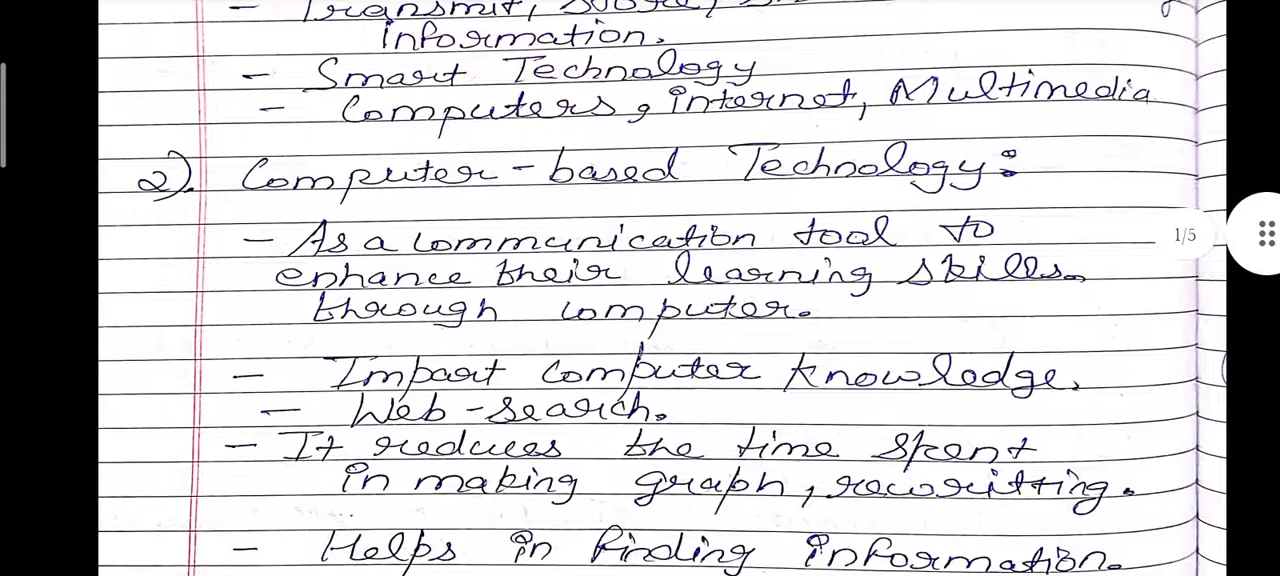 - Transmit,
information.
- Smart Technology
- Computers, internet, Multimedia
2). Computer-based Technology:
- As a communication tool to
enhance their learning skills
through computer.
- Impart computer knowledge.
- Web-search.
- It reduces the time spent
in making graph,
- Helps in finding information.
1/5